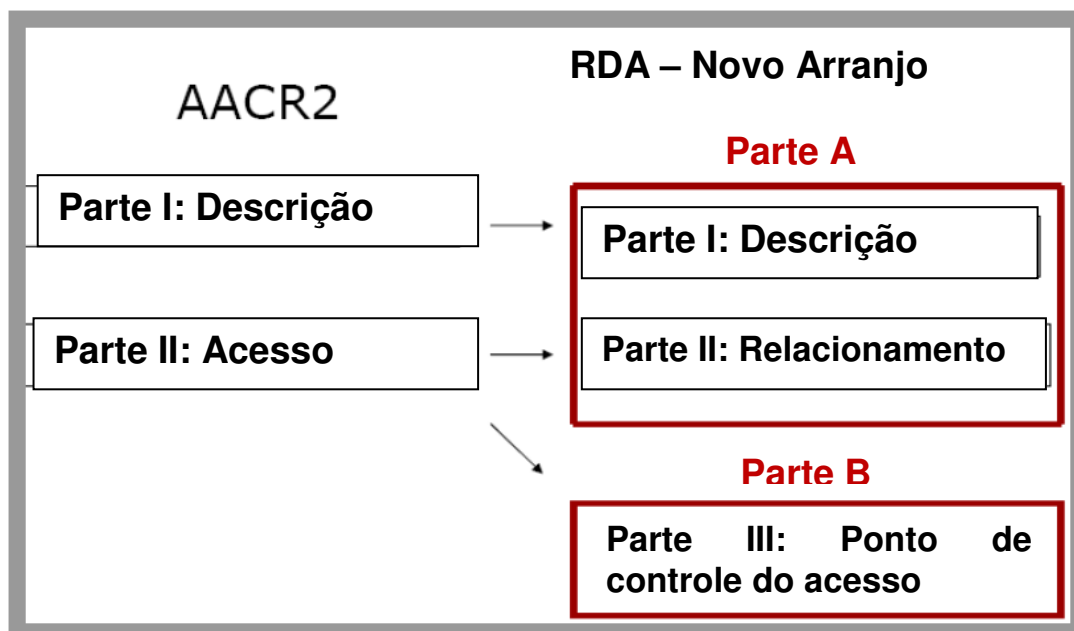 AACR2
Parte I: Descrição
Parte II: Acesso
RDA – Novo Arranjo
Parte A
Parte I: Descrição
Parte II: Relacionamento
Parte B
Parte III: Ponto de
controle do acesso